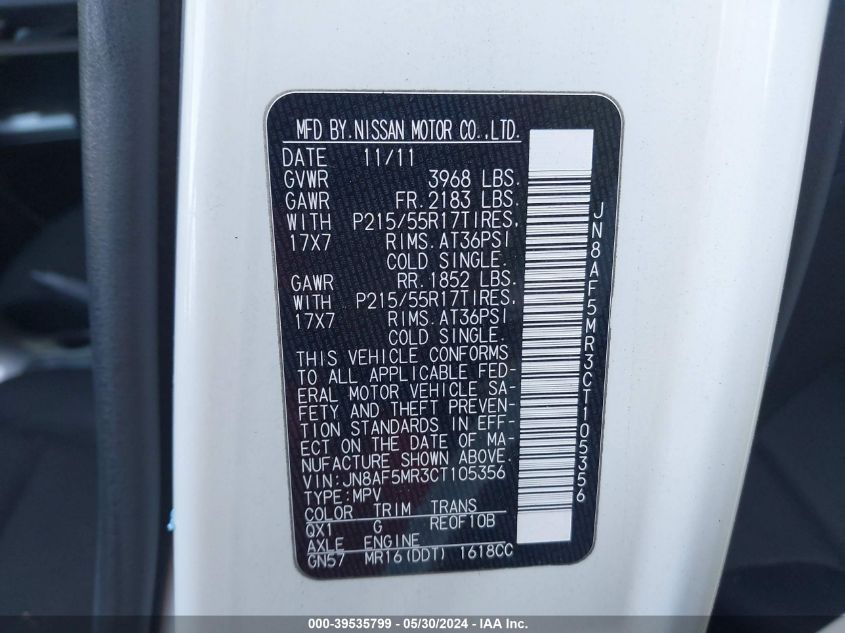 MFD BY.NISSAN MOTOR CO.,LTD.
DATE 11/11
GVWR 3968 LBS.
GAWR FR.2183 LBS.
WITH P215/55R17TIRES.
17X7 RIMS.AT36PSI
COLD SINGLE.
GAWR RR.1852 LBS.
WITH P215/55R17TIRES.
17X7 RIMS.AT36PSI
COLD SINGLE.
THIS VEHICLE CONFORMS
TO ALL APPLICABLE FED-
ERAL MOTOR VEHICLE SA-
FETY AND THEFT PREVEN-
TION STANDARDS IN EFF-
ECT ON THE DATE OF MA-
NUFACTURE SHOWN ABOVE.
VIN:JN8AF5MR3CT105356
TYPE:MPV
COLOR TRIM TRANS
QX1 G RE0F10B
AXLE ENGINE
GN57 MR16(DDT) 1618CC
JN8AF5MR3CT105356
000-39535799 — 05/30/2024 — IAA Inc.